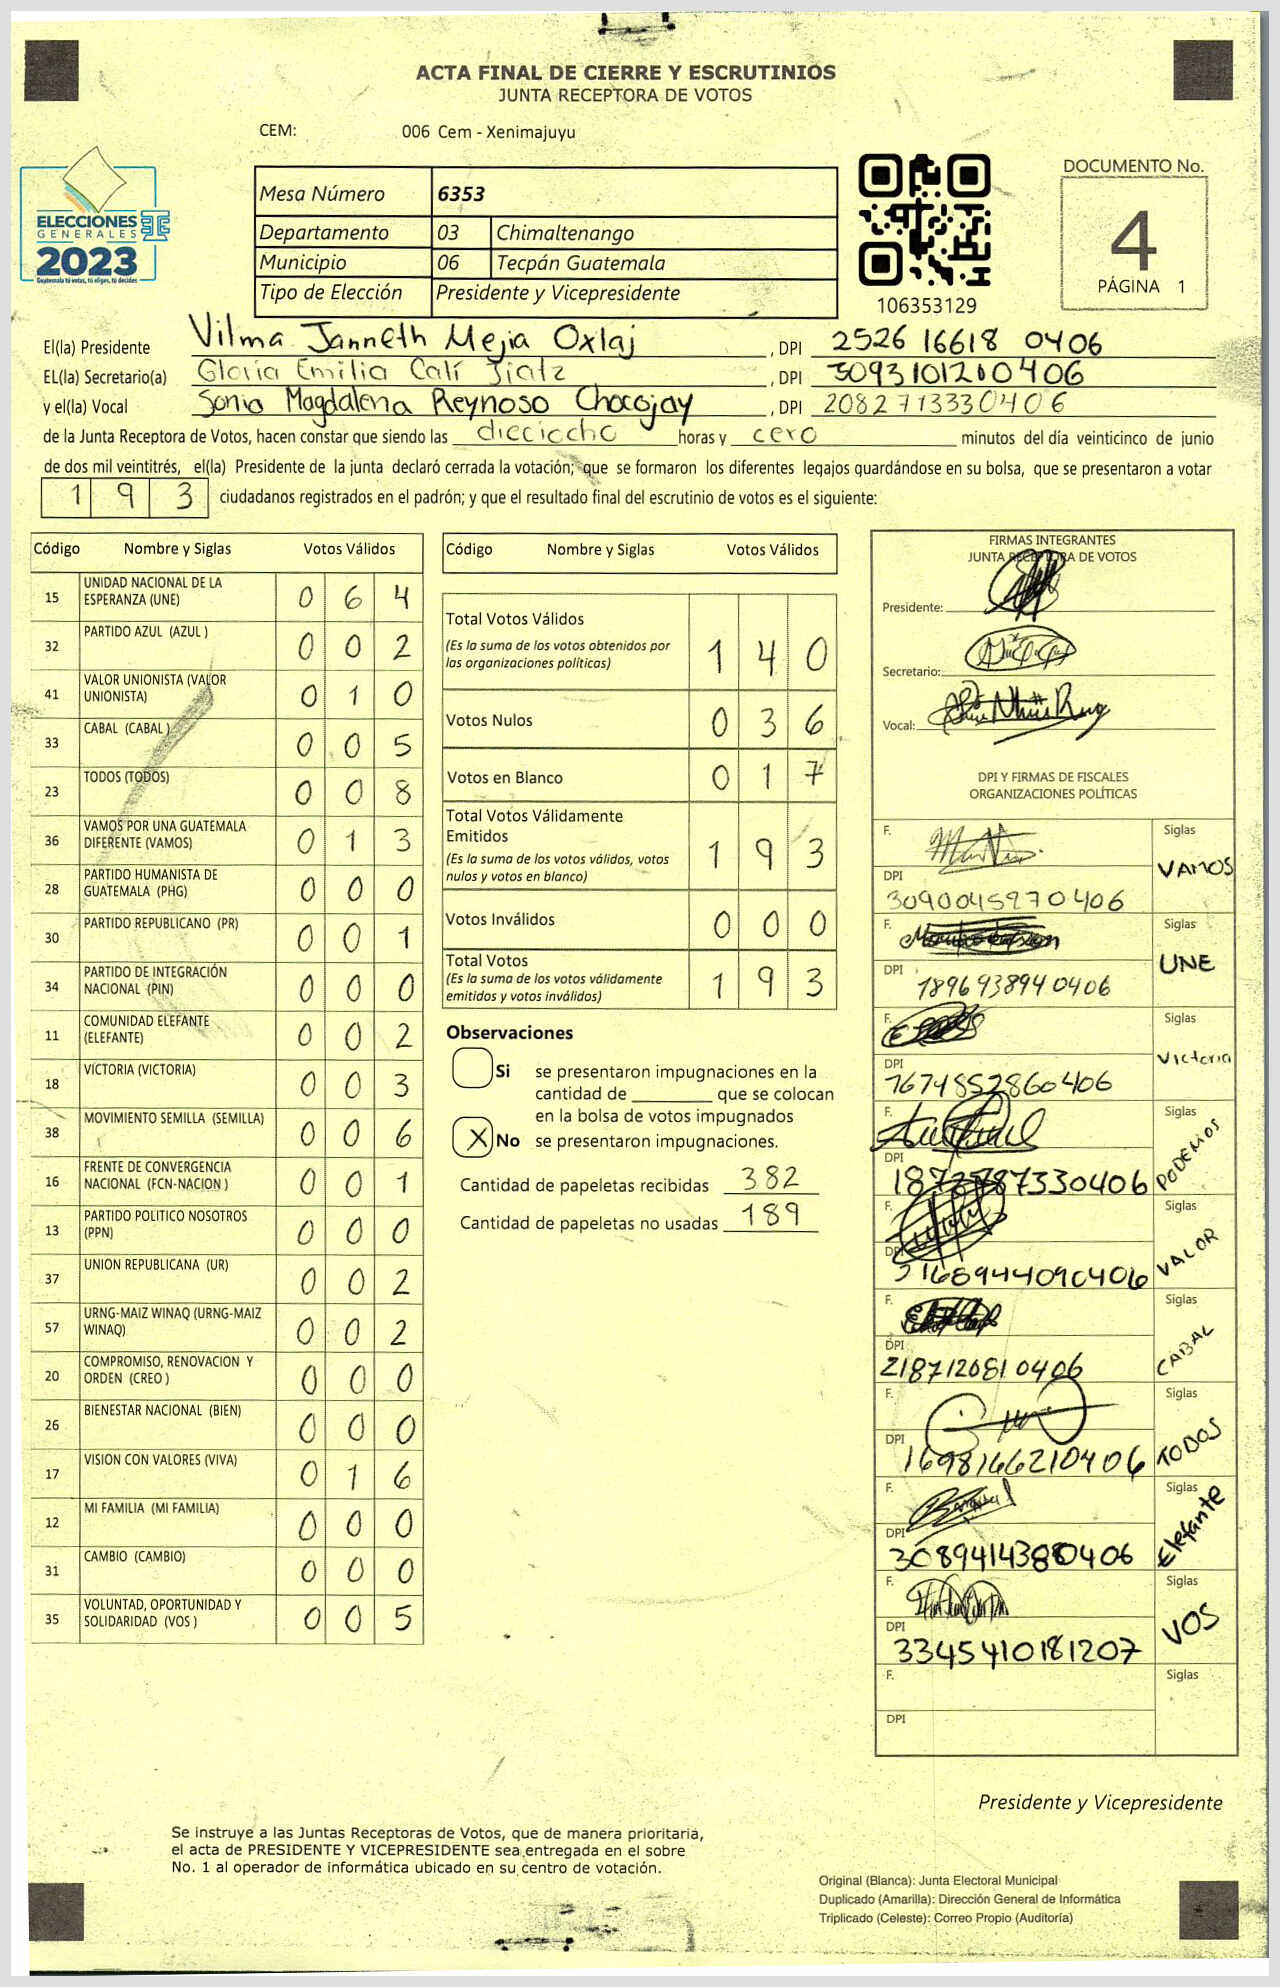 ACTA FINAL DE CIERRE Y ESCRUTINIOS
JUNTA RECEPTORA DE VOTOS
CEM: 006 Cem - Xenimajuyu
ELECCIONES
GENERALES
2023
Guatemala tú votas, tú eliges, tú decides
TSE
Mesa Número 6353
Departamento 03 Chimaltenango
Municipio 06 Tecpán Guatemala
Tipo de Elección Presidente y Vicepresidente
106353129
DOCUMENTO No.
4
PÁGINA 1
El(la) Presidente Vilma Janneth Mejia Oxlaj , DPI 2526 16618 0406
EL(la) Secretario(a) Gloria Emilia Calí Jiatz , DPI 3093101210406
y el(la) Vocal Sonia Magdalena Reynoso Chocojay , DPI 2082713330406
de la Junta Receptora de Votos, hacen constar que siendo las dieciocho horas y cero minutos del día veinticinco de junio
de dos mil veintitrés, el(la) Presidente de la junta declaró cerrada la votación; que se formaron los diferentes legajos guardándose en su bolsa, que se presentaron a votar
1 9 3 ciudadanos registrados en el padrón; y que el resultado final del escrutinio de votos es el siguiente:
Código Nombre y Siglas Votos Válidos
15 UNIDAD NACIONAL DE LA ESPERANZA (UNE) 0 6 4
32 PARTIDO AZUL (AZUL ) 0 0 2
41 VALOR UNIONISTA (VALOR UNIONISTA) 0 1 0
33 CABAL (CABAL ) 0 0 5
23 TODOS (TODOS) 0 0 8
36 VAMOS POR UNA GUATEMALA DIFERENTE (VAMOS) 0 1 3
28 PARTIDO HUMANISTA DE GUATEMALA (PHG) 0 0 0
30 PARTIDO REPUBLICANO (PR) 0 0 1
34 PARTIDO DE INTEGRACIÓN NACIONAL (PIN) 0 0 0
11 COMUNIDAD ELEFANTE (ELEFANTE) 0 0 2
18 VICTORIA (VICTORIA) 0 0 3
38 MOVIMIENTO SEMILLA (SEMILLA) 0 0 6
16 FRENTE DE CONVERGENCIA NACIONAL (FCN-NACION ) 0 0 1
13 PARTIDO POLITICO NOSOTROS (PPN) 0 0 0
37 UNION REPUBLICANA (UR) 0 0 2
57 URNG-MAIZ WINAQ (URNG-MAIZ WINAQ) 0 0 2
20 COMPROMISO, RENOVACION Y ORDEN (CREO ) 0 0 0
26 BIENESTAR NACIONAL (BIEN) 0 0 0
17 VISION CON VALORES (VIVA) 0 1 6
12 MI FAMILIA (MI FAMILIA) 0 0 0
31 CAMBIO (CAMBIO) 0 0 0
35 VOLUNTAD, OPORTUNIDAD Y SOLIDARIDAD (VOS ) 0 0 5
Código Nombre y Siglas Votos Válidos
Total Votos Válidos
(Es la suma de los votos obtenidos por
las organizaciones políticas) 1 4 0
Votos Nulos 0 3 6
Votos en Blanco 0 1 7
Total Votos Válidamente
Emitidos
(Es la suma de los votos válidos, votos
nulos y votos en blanco) 1 9 3
Votos Inválidos 0 0 0
Total Votos
(Es la suma de los votos válidamente
emitidos y votos inválidos) 1 9 3
Observaciones
Si se presentaron impugnaciones en la
cantidad de ________ que se colocan
en la bolsa de votos impugnados
X No se presentaron impugnaciones.
Cantidad de papeletas recibidas 382
Cantidad de papeletas no usadas 189
FIRMAS INTEGRANTES
JUNTA RECEPTORA DE VOTOS
Presidente:
Secretario:
Vocal:
DPI Y FIRMAS DE FISCALES
ORGANIZACIONES POLÍTICAS
F. Siglas
VAMOS
DPI
3090045970406
F. Siglas
UNE
DPI 1896938940406
F. Siglas
Victoria
DPI
1674852860406
F. Siglas
PODEMOS
DPI
F. Siglas
VALOR
DPI
F. Siglas
CABAL
DPI
2187120810406
F. Siglas
TODOS
DPI
1698166210406
F. Siglas
Elefante
DPI
F. Siglas
VOS
DPI
3345410181207
F. Siglas
DPI
Presidente y Vicepresidente
Se instruye a las Juntas Receptoras de Votos, que de manera prioritaria,
el acta de PRESIDENTE Y VICEPRESIDENTE sea entregada en el sobre
No. 1 al operador de informática ubicado en su centro de votación.
Original (Blanca): Junta Electoral Municipal
Duplicado (Amarilla): Dirección General de Informática
Triplicado (Celeste): Correo Propio (Auditoría)